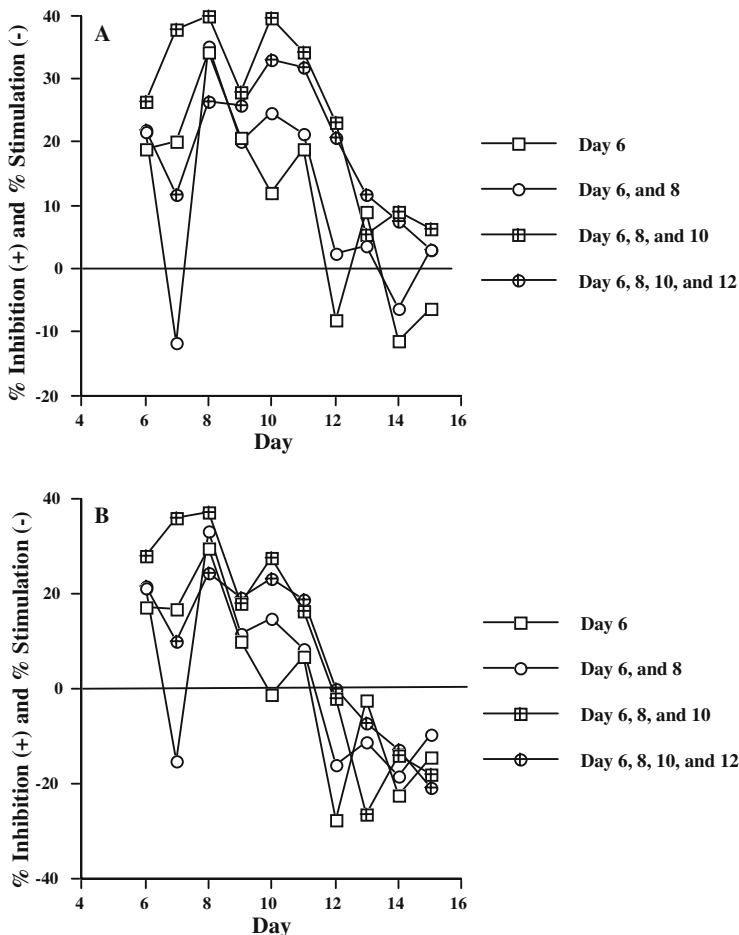 A
% Inhibition (+) and % Stimulation (-)
40
30
20
10
0
-10
-20
4
6
8
10
12
14
16
Day
Day 6
Day 6, and 8
Day 6, 8, and 10
Day 6, 8, 10, and 12
B
% Inhibition (+) and % Stimulation (-)
40
20
0
-20
-40
4
6
8
10
12
14
16
Day
Day 6
Day 6, and 8
Day 6, 8, and 10
Day 6, 8, 10, and 12